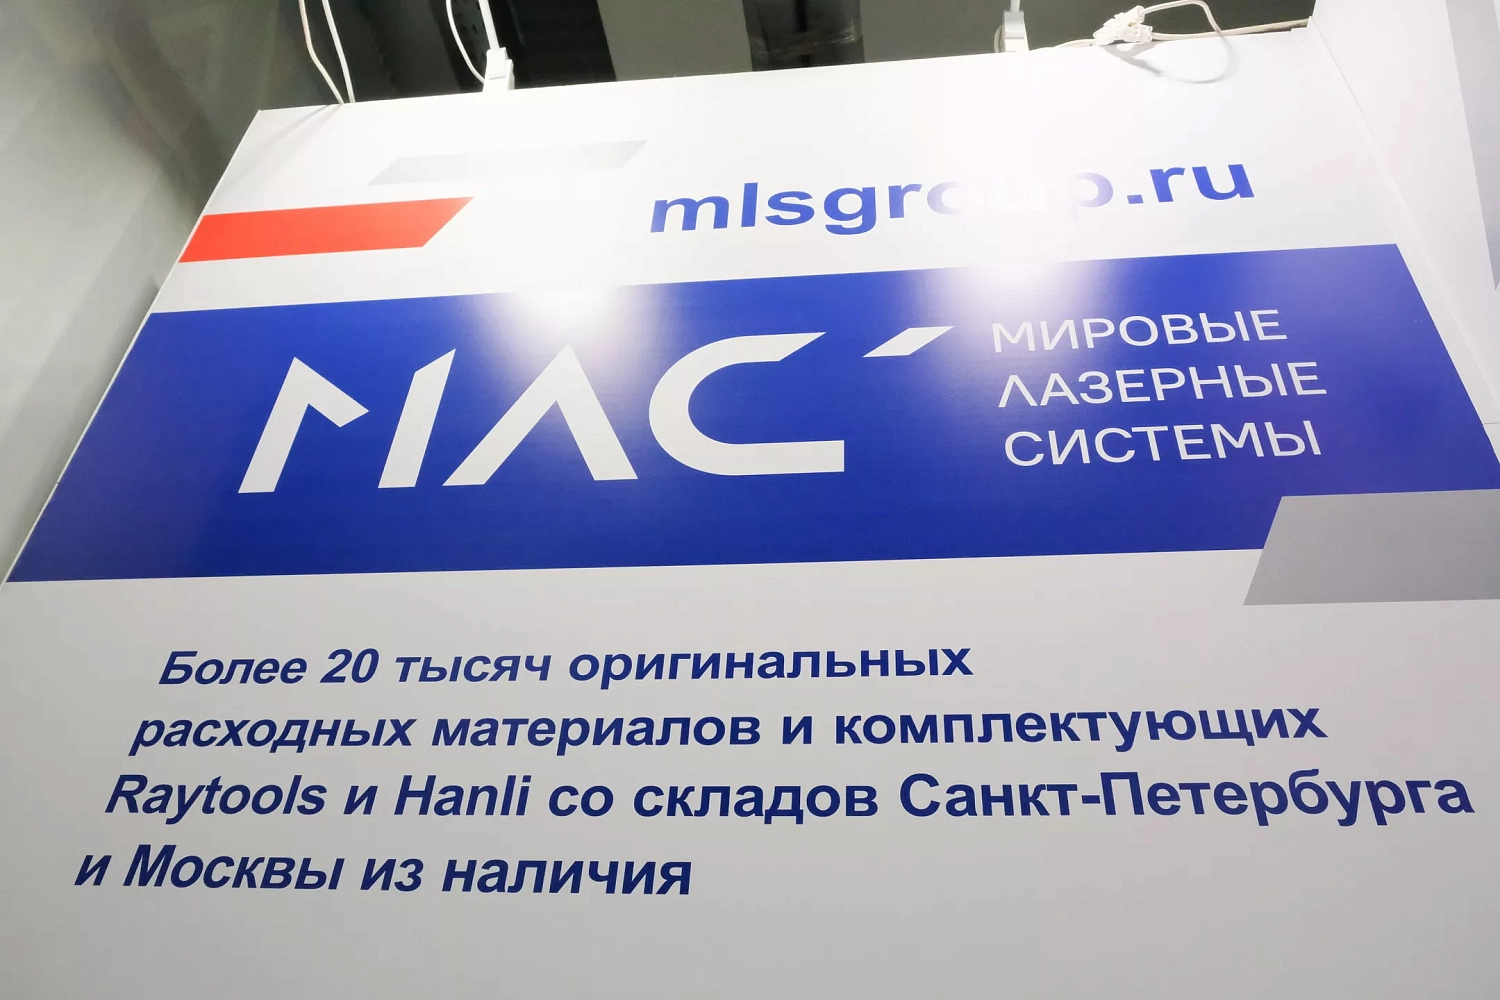 mlsgroup.ru
МЛС
МИРОВЫЕ
ЛАЗЕРНЫЕ
СИСТЕМЫ
Более 20 тысяч оригинальных
расходных материалов и комплектующих
Raytools и Hanli со складов Санкт-Петербурга
и Москвы из наличия